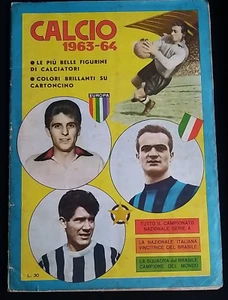 CALCIO
1963-64
• LE PIÙ BELLE FIGURINE
DI CALCIATORI
• COLORI BRILLANTI SU
CARTONCINO
EUROPA
TUTTO IL CAMPIONATO
NAZIONALE SERIE A
LA NAZIONALE ITALIANA
VINCITRICE DEL BRASILE
LA SQUADRA del BRASILE
CAMPIONE DEL MONDO
L. 30